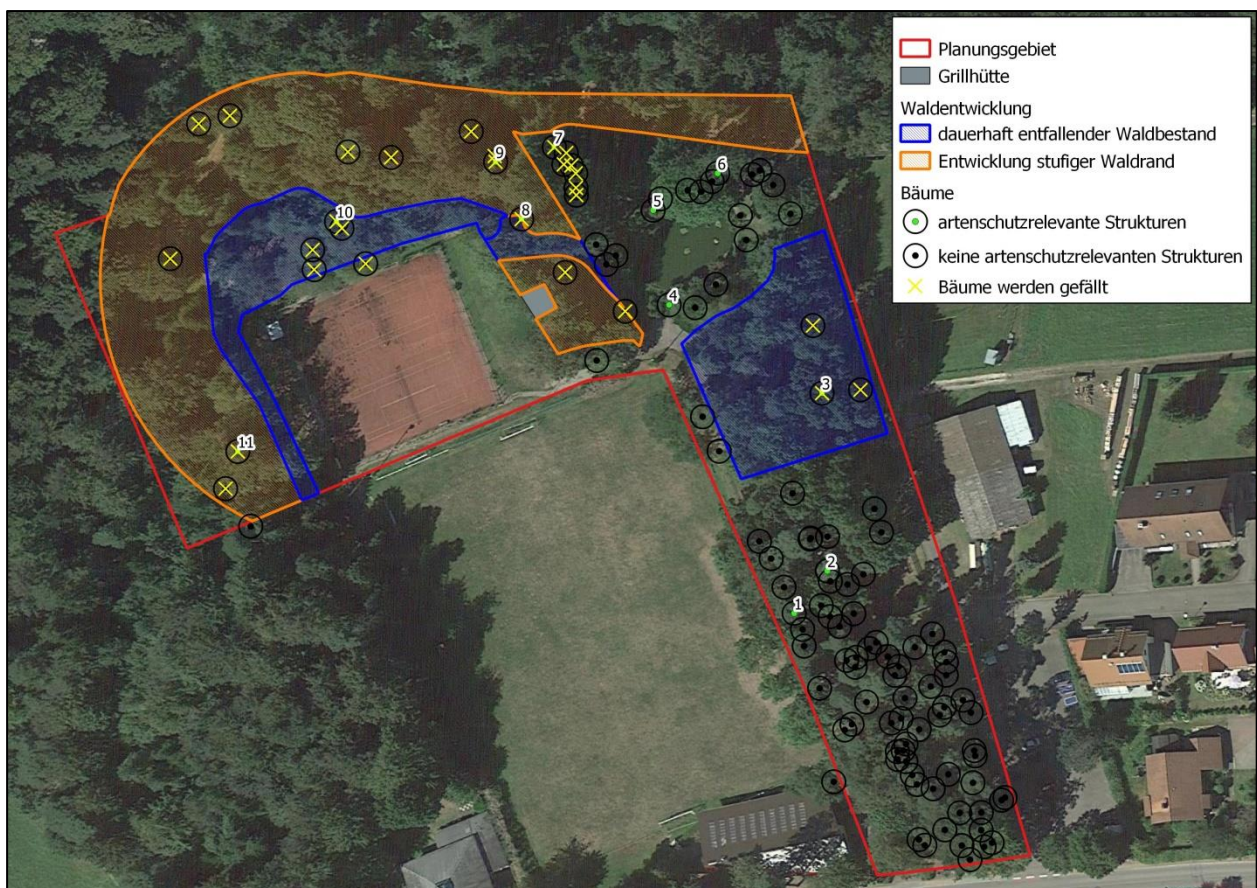 Planungsgebiet
Grillhütte
Waldentwicklung
dauerhaft entfallender Waldbestand
Entwicklung stufiger Waldrand
Bäume
artenschutzrelevante Strukturen
keine artenschutzrelevanten Strukturen
Bäume werden gefällt
7
9
6
5
8
10
4
3
11
2
1